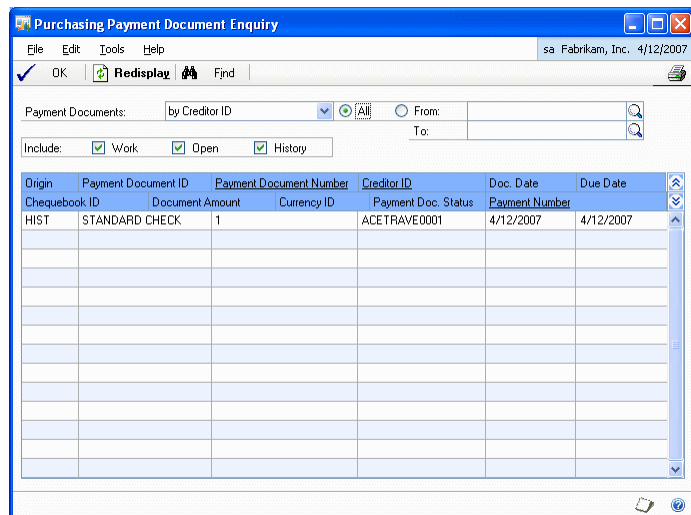 Purchasing Payment Document Enquiry
File Edit Tools Help sa Fabrikam, Inc. 4/12/2007
OK Redisplay Find
Payment Documents: by Creditor ID All From:
To:
Include: Work Open History
Origin Payment Document ID Payment Document Number Creditor ID Doc. Date Due Date
Chequebook ID Document Amount Currency ID Payment Doc. Status Payment Number
HIST STANDARD CHECK 1 ACETRAVE0001 4/12/2007 4/12/2007